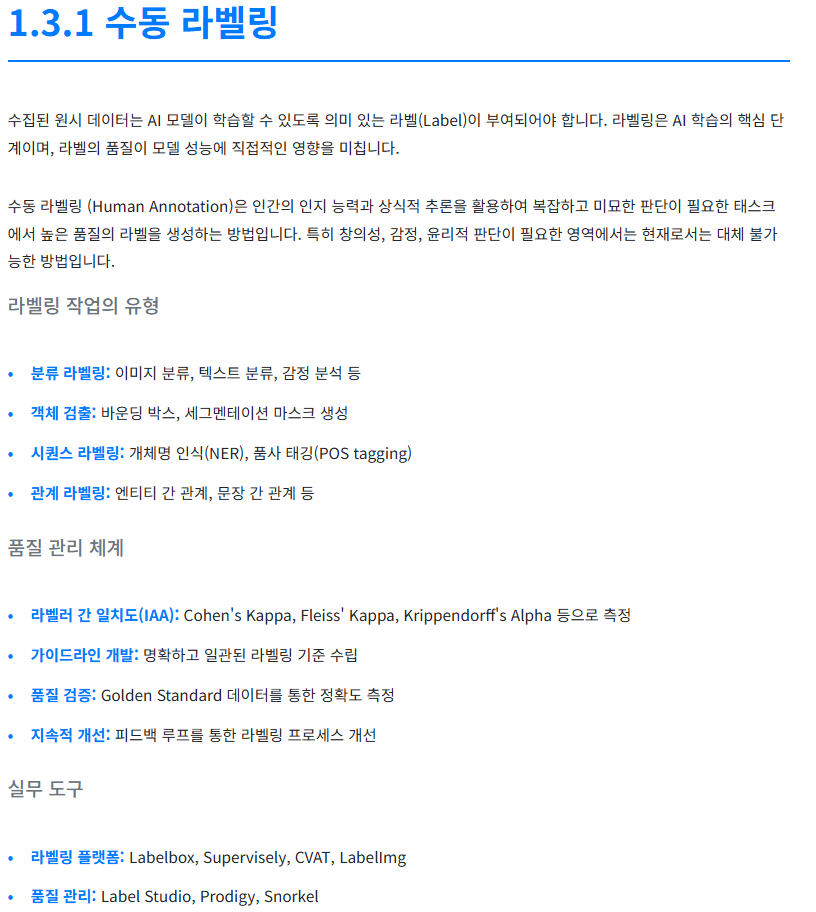 1.3.1 수동 라벨링
수집된 원시 데이터는 AI 모델이 학습할 수 있도록 의미 있는 라벨(Label)이 부여되어야 합니다. 라벨링은 AI 학습의 핵심 단
계이며, 라벨의 품질이 모델 성능에 직접적인 영향을 미칩니다.
수동 라벨링 (Human Annotation)은 인간의 인지 능력과 상식적 추론을 활용하여 복잡하고 미묘한 판단이 필요한 태스크
에서 높은 품질의 라벨을 생성하는 방법입니다. 특히 창의성, 감정, 윤리적 판단이 필요한 영역에서는 현재로서는 대체 불가
능한 방법입니다.
라벨링 작업의 유형
• 분류 라벨링: 이미지 분류, 텍스트 분류, 감정 분석 등
• 객체 검출: 바운딩 박스, 세그멘테이션 마스크 생성
• 시퀀스 라벨링: 개체명 인식(NER), 품사 태깅(POS tagging)
• 관계 라벨링: 엔티티 간 관계, 문장 간 관계 등
품질 관리 체계
• 라벨러 간 일치도(IAA): Cohen's Kappa, Fleiss' Kappa, Krippendorff's Alpha 등으로 측정
• 가이드라인 개발: 명확하고 일관된 라벨링 기준 수립
• 품질 검증: Golden Standard 데이터를 통한 정확도 측정
• 지속적 개선: 피드백 루프를 통한 라벨링 프로세스 개선
실무 도구
• 라벨링 플랫폼: Labelbox, Supervisely, CVAT, LabelImg
• 품질 관리: Label Studio, Prodigy, Snorkel